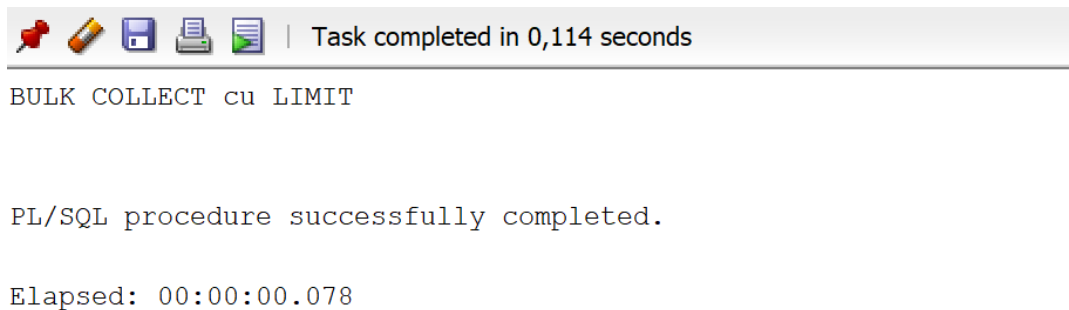 Task completed in 0,114 seconds
BULK COLLECT cu LIMIT
PL/SQL procedure successfully completed.
Elapsed: 00:00:00.078